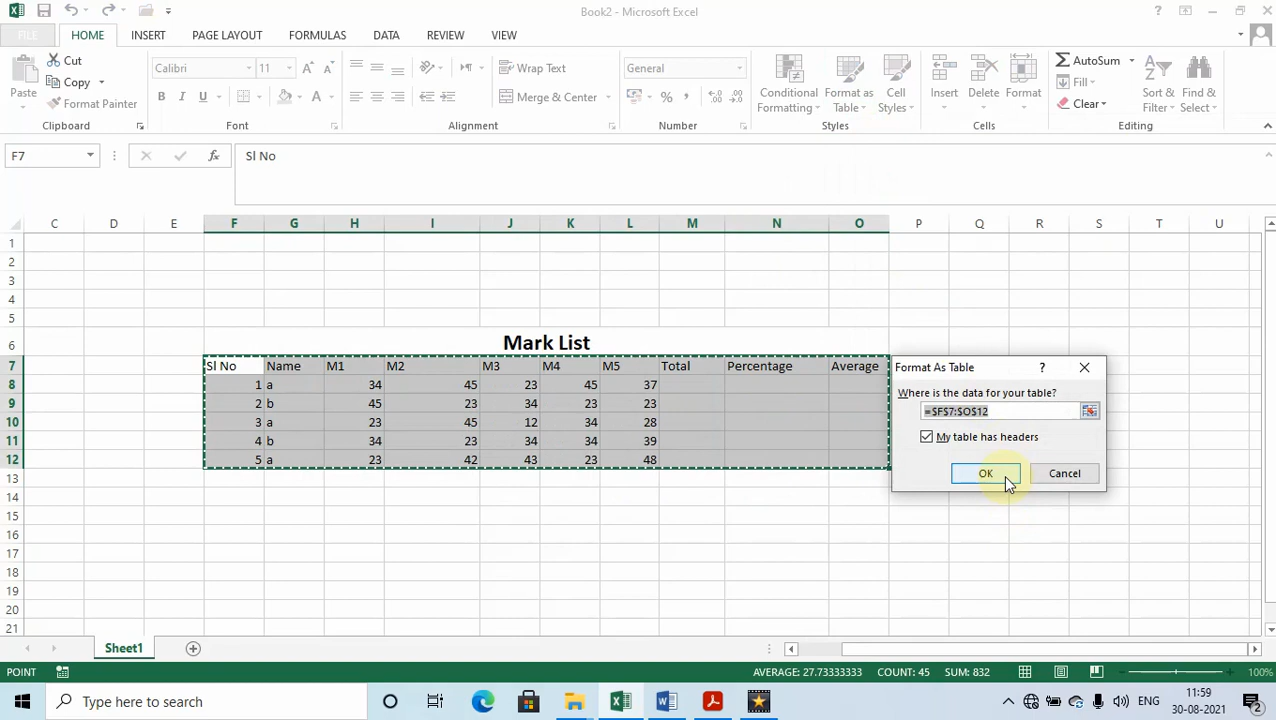 Book2 - Microsoft Excel
FILE HOME INSERT PAGE LAYOUT FORMULAS DATA REVIEW VIEW
Paste
Cut
Copy
Format Painter
Clipboard
Calibri 11
B I U
Font
Wrap Text
Merge & Center
Alignment
General
Number
Conditional Formatting
Format as Table
Cell Styles
Styles
Insert Delete Format
Cells
AutoSum
Fill
Clear
Sort & Filter
Find & Select
Editing
F7 fx Sl No
C D E F G H I J K L M N O P Q R S T U
1
2
3
4
5
6 Mark List
7 Sl No Name M1 M2 M3 M4 M5 Total Percentage Average
8 1 a 34 45 23 45 37
9 2 b 45 23 34 23 23
10 3 a 23 45 12 34 28
11 4 b 34 23 34 34 39
12 5 a 23 42 43 23 48
13
14
15
16
17
18
19
20
21
Format As Table ?
Where is the data for your table?
=$F$7:$O$12
My table has headers
OK Cancel
Sheet1
POINT AVERAGE: 27.73333333 COUNT: 45 SUM: 832 100%
Type here to search
ENG
11:59
30-08-2021
2